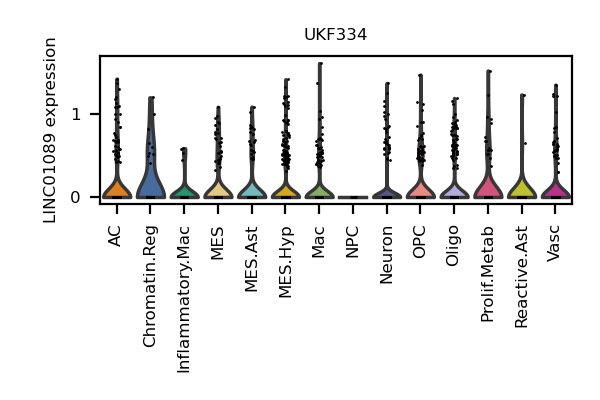 UKF334
LINC01089 expression
1
0
AC
Chromatin.Reg
Inflammatory.Mac
MES
MES.Ast
MES.Hyp
Mac
NPC
Neuron
OPC
Oligo
Prolif.Metab
Reactive.Ast
Vasc